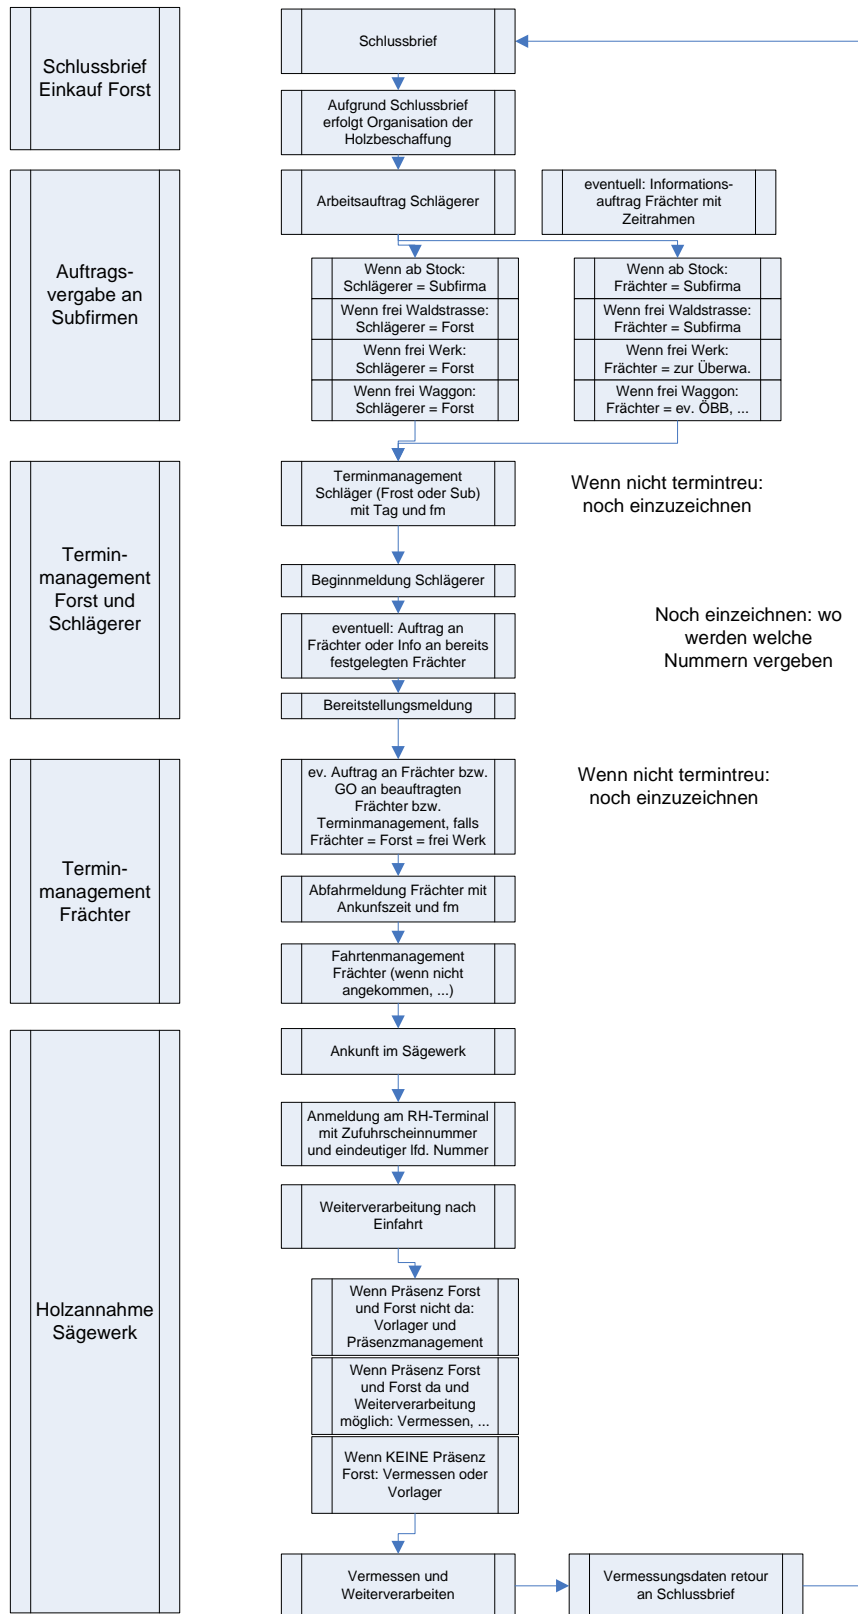 Schlussbrief
Einkauf Forst
Schlussbrief
Aufgrund Schlussbrief
erfolgt Organisation der
Holzbeschaffung
Auftrags-
vergabe an
Subfirmen
Arbeitsauftrag Schlägerer
eventuell: Informations-
auftrag Frächter mit
Zeitrahmen
Wenn ab Stock:
Schlägerer = Subfirma
Wenn frei Waldstrasse:
Schlägerer = Forst
Wenn frei Werk:
Schlägerer = Forst
Wenn frei Waggon:
Schlägerer = Forst
Wenn ab Stock:
Frächter = Subfirma
Wenn frei Waldstrasse:
Frächter = Subfirma
Wenn frei Werk:
Frächter = zur Überwa.
Wenn frei Waggon:
Frächter = ev. ÖBB, ...
Termin-
management
Forst und
Schlägerer
Terminmanagement
Schläger (Frost oder Sub)
mit Tag und fm
Wenn nicht termintreu:
noch einzuzeichnen
Beginnmeldung Schlägerer
eventuell: Auftrag an
Frächter oder Info an bereits
festgelegten Frächter
Noch einzeichnen: wo
werden welche
Nummern vergeben
Bereitstellungsmeldung
Termin-
management
Frächter
ev. Auftrag an Frächter bzw.
GO an beauftragten
Frächter bzw.
Terminmanagement, falls
Frächter = Forst = frei Werk
Wenn nicht termintreu:
noch einzuzeichnen
Abfahrmeldung Frächter mit
Ankunfszeit und fm
Fahrtenmanagement
Frächter (wenn nicht
angekommen, ...)
Holzannahme
Sägewerk
Ankunft im Sägewerk
Anmeldung am RH-Terminal
mit Zufuhrscheinnummer
und eindeutiger lfd. Nummer
Weiterverarbeitung nach
Einfahrt
Wenn Präsenz Forst
und Forst nicht da:
Vorlager und
Präsenzmanagement
Wenn Präsenz Forst
und Forst da und
Weiterverarbeitung
möglich: Vermessen, ...
Wenn KEINE Präsenz
Forst: Vermessen oder
Vorlager
Vermessen und
Weiterverarbeiten
Vermessungsdaten retour
an Schlussbrief